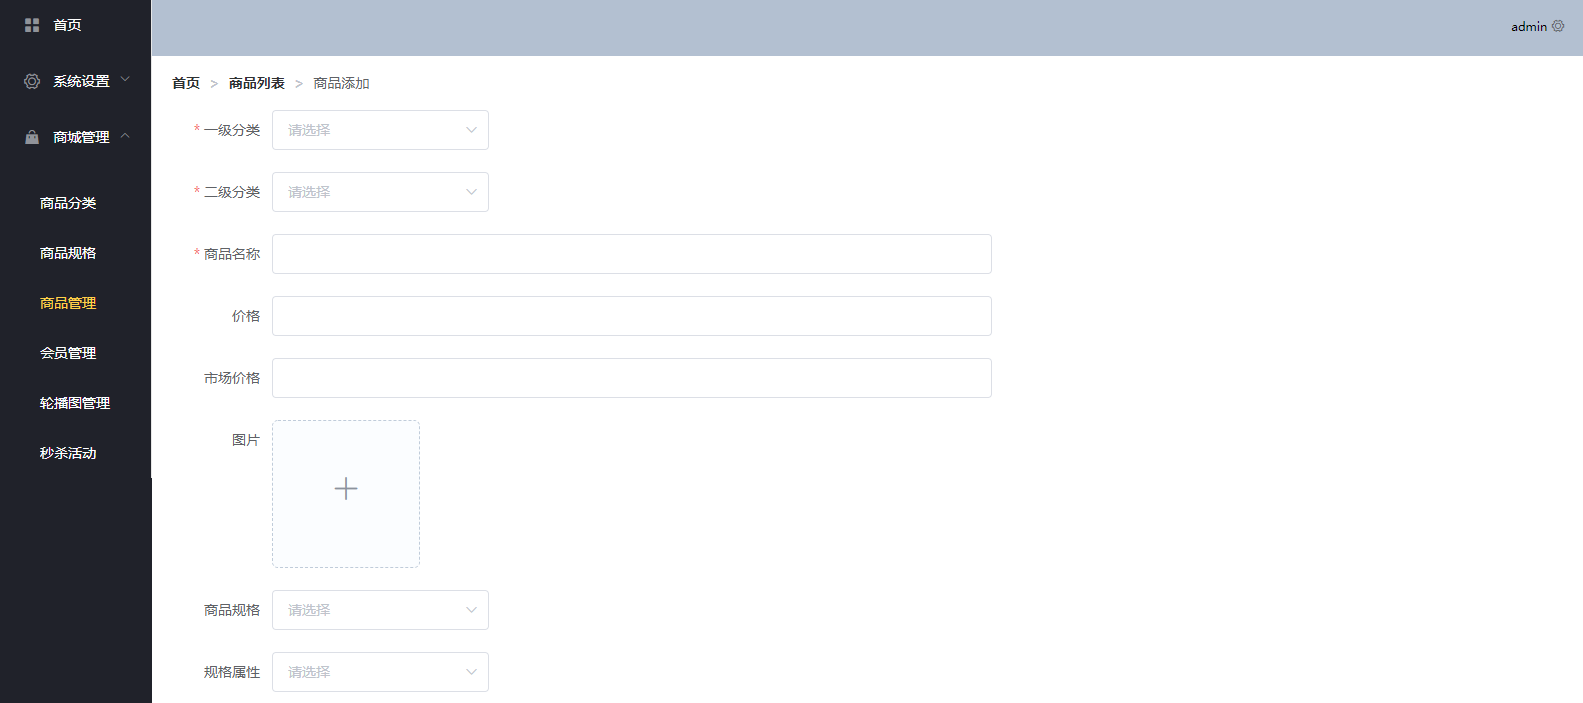 首页
系统设置
商城管理
商品分类
商品规格
商品管理
会员管理
轮播图管理
秒杀活动
admin
首页 > 商品列表 > 商品添加
* 一级分类 请选择
* 二级分类 请选择
* 商品名称
价格
市场价格
图片
商品规格 请选择
规格属性 请选择